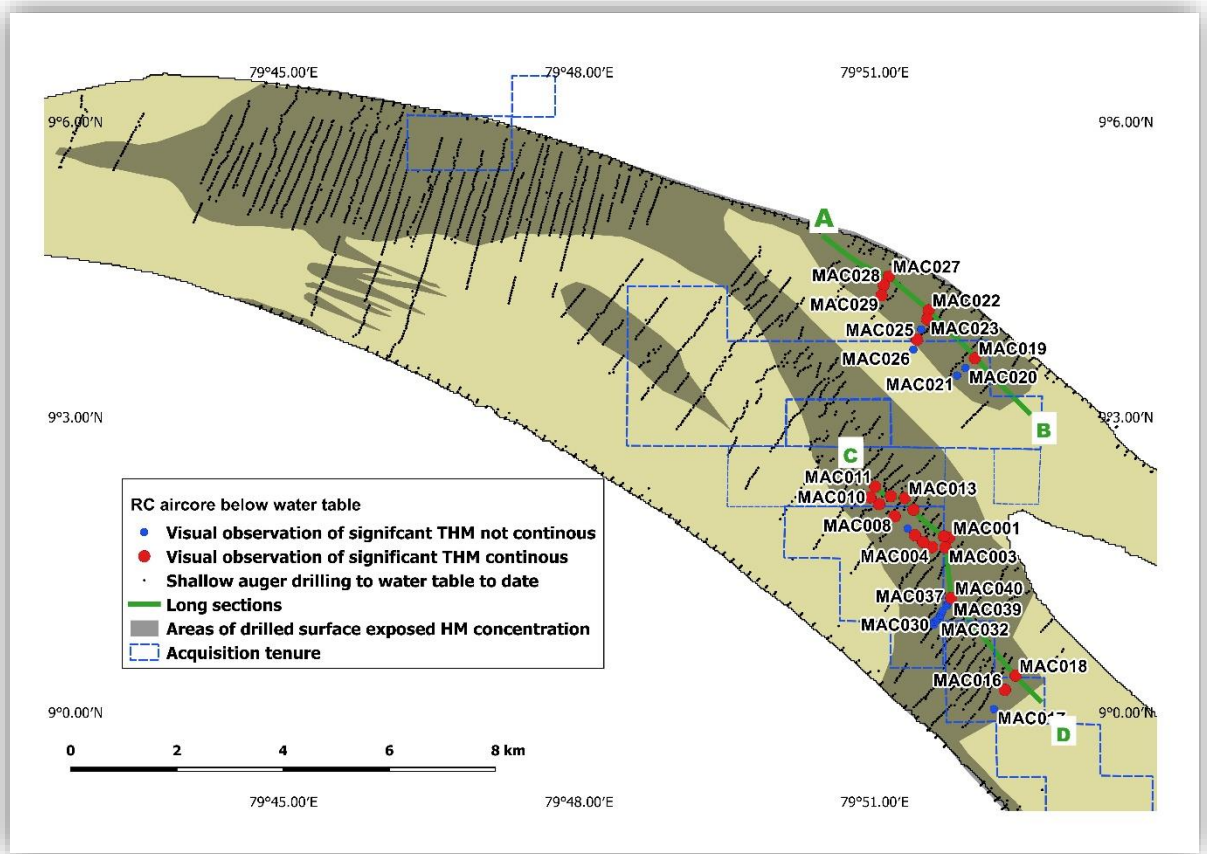 79°45.00'E 79°48.00'E 79°51.00'E
9°6.00'N 9°6.00'N
A
MAC028 MAC027
MAC029
MAC022
MAC025 MAC023
MAC026
MAC019
MAC021 MAC020
9°3.00'N 9°3.00'N
B
C
MAC011
MAC010 MAC013
MAC008
MAC001
MAC004 MAC003
MAC037 MAC040
MAC039
MAC030 MAC032
MAC018
MAC016
MAC017
D
RC aircore below water table
Visual observation of signifcant THM not continous
Visual observation of significant THM continous
Shallow auger drilling to water table to date
Long sections
Areas of drilled surface exposed HM concentration
Acquisition tenure
9°0.00'N 9°0.00'N
0 2 4 6 8 km
79°45.00'E 79°48.00'E 79°51.00'E